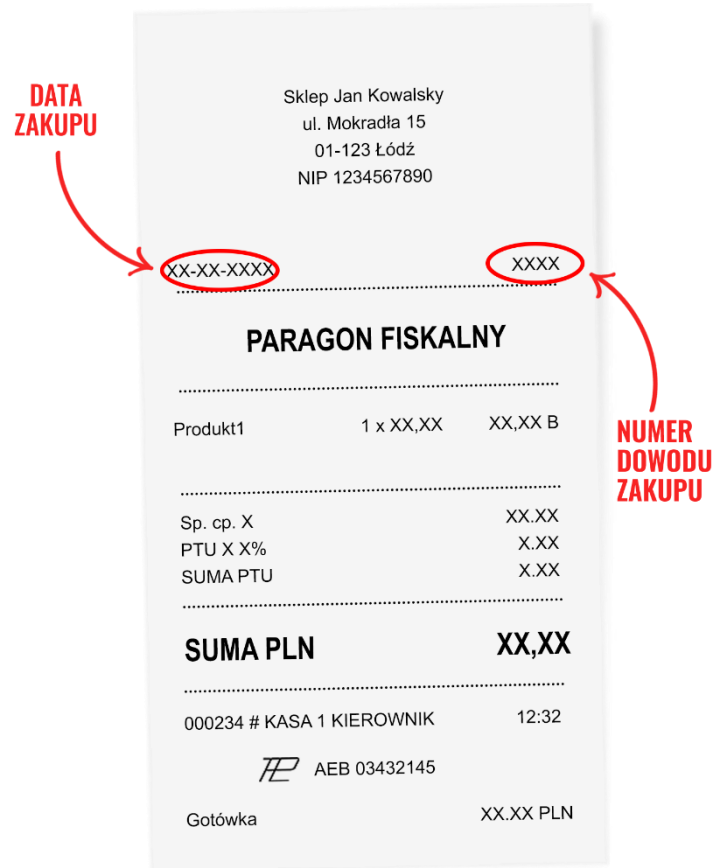 DATA
ZAKUPU
Sklep Jan Kowalsky
ul. Mokradła 15
01-123 Łódź
NIP 1234567890
XX-XX-XXXX XXXX
PARAGON FISKALNY
Produkt1 1 x XX,XX XX,XX B
NUMER
DOWODU
ZAKUPU
Sp. cp. X XX.XX
PTU X X% X.XX
SUMA PTU X.XX
SUMA PLN XX,XX
000234 # KASA 1 KIEROWNIK 12:32
AEB 03432145
Gotówka XX.XX PLN